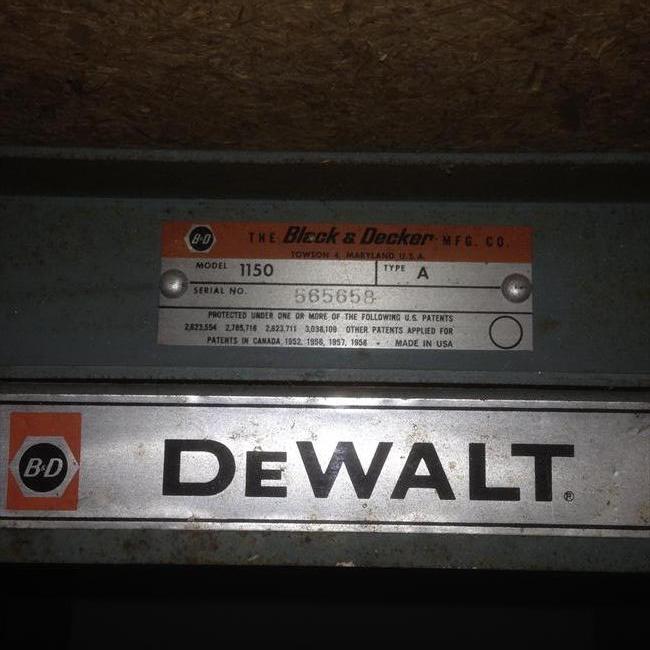 B&D THE Black & Decker MFG. CO.
TOWSON 4, MARYLAND U.S.A.
MODEL 1150 TYPE A
SERIAL NO. 565658
PROTECTED UNDER ONE OR MORE OF THE FOLLOWING U.S. PATENTS
2,623,554 2,785,716 2,623,711 3,038,109 OTHER PATENTS APPLIED FOR
PATENTS IN CANADA, 1952, 1956, 1957, 1958 • MADE IN USA
B&D DEWALT®